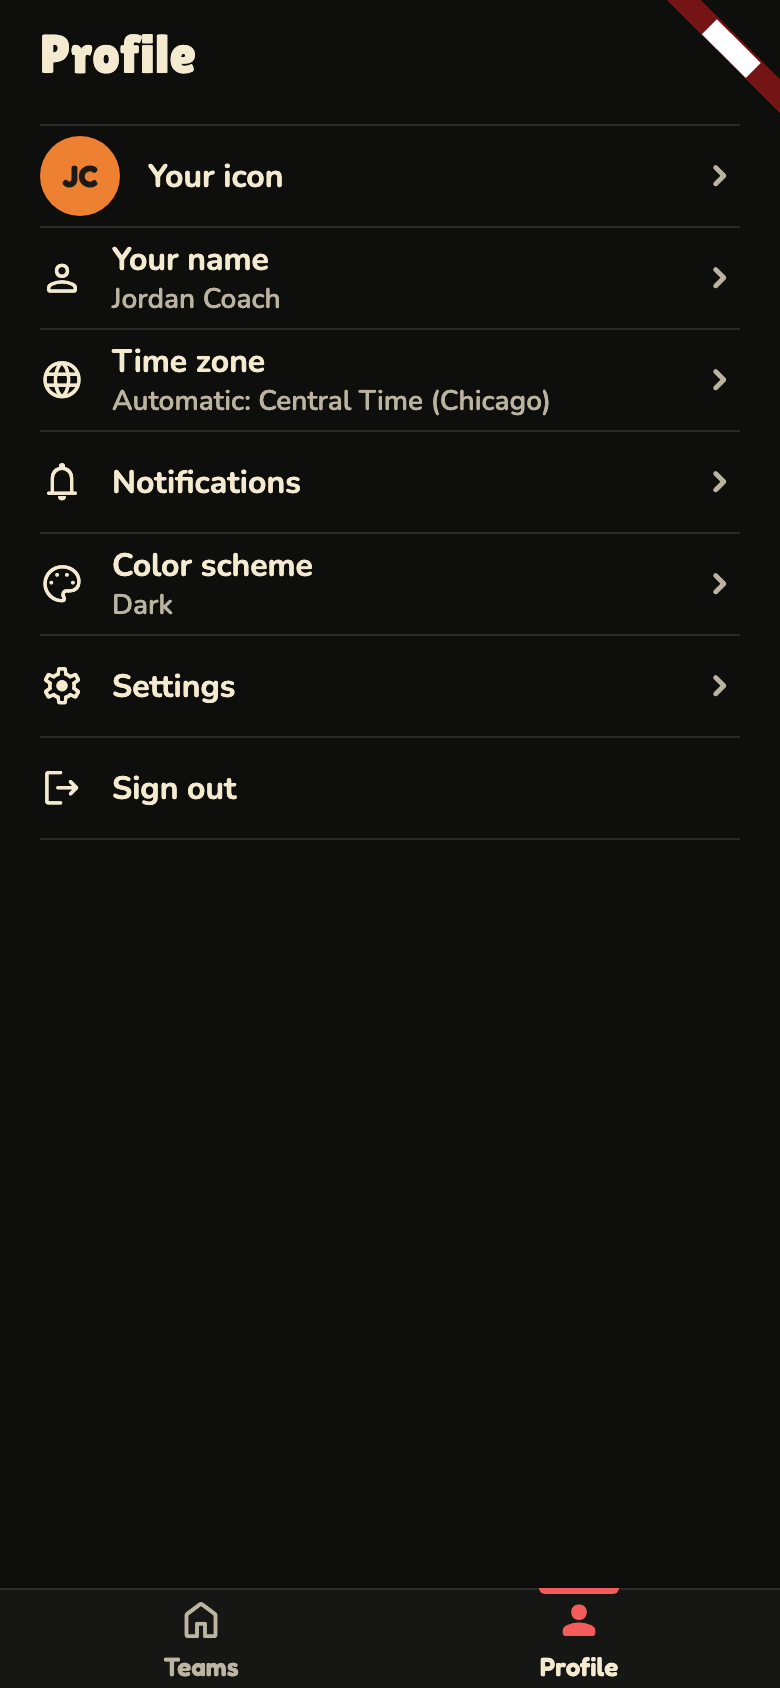 Profile
JC
Your icon
Your name
Jordan Coach
Time zone
Automatic: Central Time (Chicago)
Notifications
Color scheme
Dark
Settings
Sign out
Teams
Profile